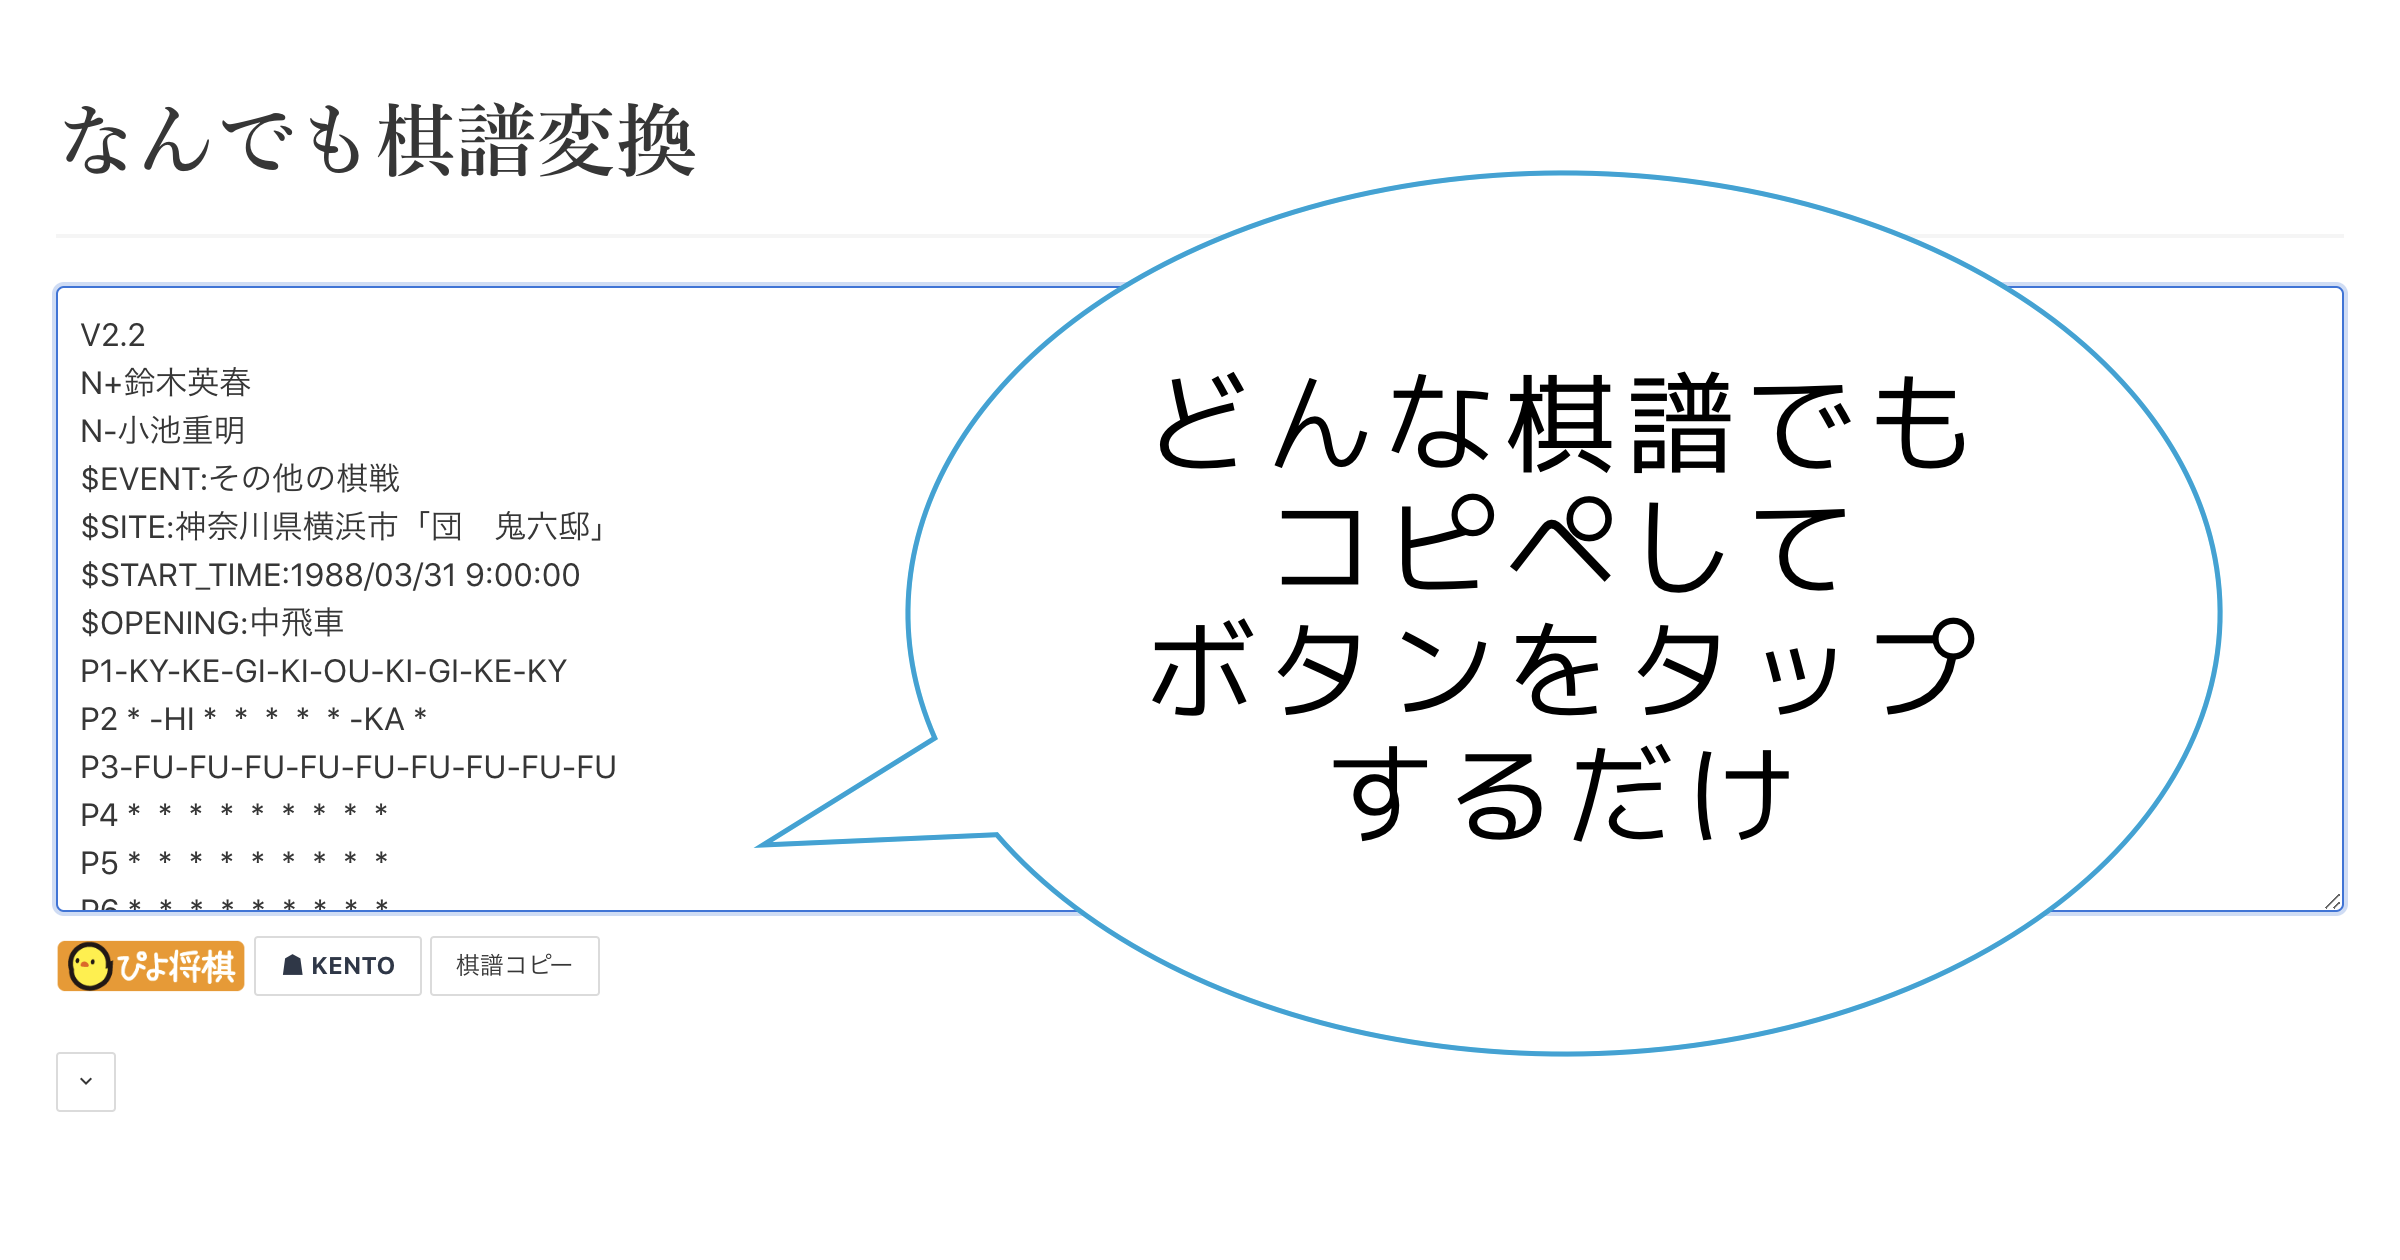 なんでも棋譜変換
V2.2
N+鈴木英春
N-小池重明
$EVENT:その他の棋戦
$SITE:神奈川県横浜市「団　鬼六邸」
$START_TIME:1988/03/31 9:00:00
$OPENING:中飛車
P1-KY-KE-GI-KI-OU-KI-GI-KE-KY
P2 * -HI *  *  *  *  * -KA *
P3-FU-FU-FU-FU-FU-FU-FU-FU-FU
P4 *  *  *  *  *  *  *  *  *
P5 *  *  *  *  *  *  *  *  *
P6 *  *  *  *  *  *  *  *  *
どんな棋譜でも
コピペして
ボタンをタップ
するだけ
ぴよ将棋
KENTO
棋譜コピー